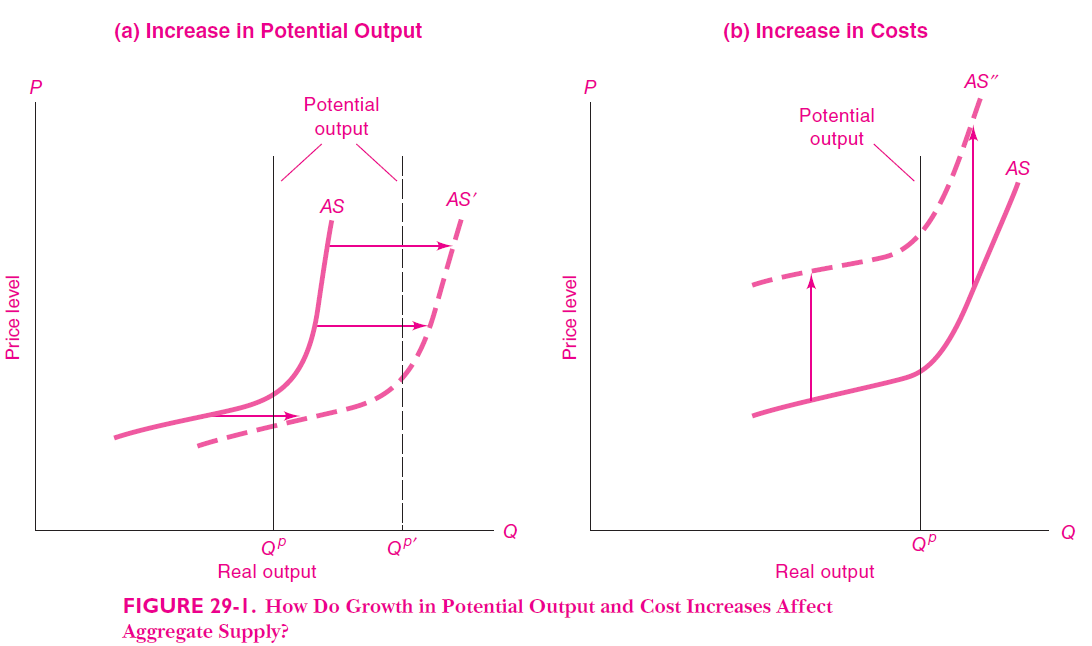 (a) Increase in Potential Output
P
Potential
output
AS
AS′
Price level
Q
Qᵖ
Qᵖ′
Real output
(b) Increase in Costs
P
AS″
Potential
output
AS
Price level
Q
Qᵖ
Real output
FIGURE 29-1. How Do Growth in Potential Output and Cost Increases Affect
Aggregate Supply?